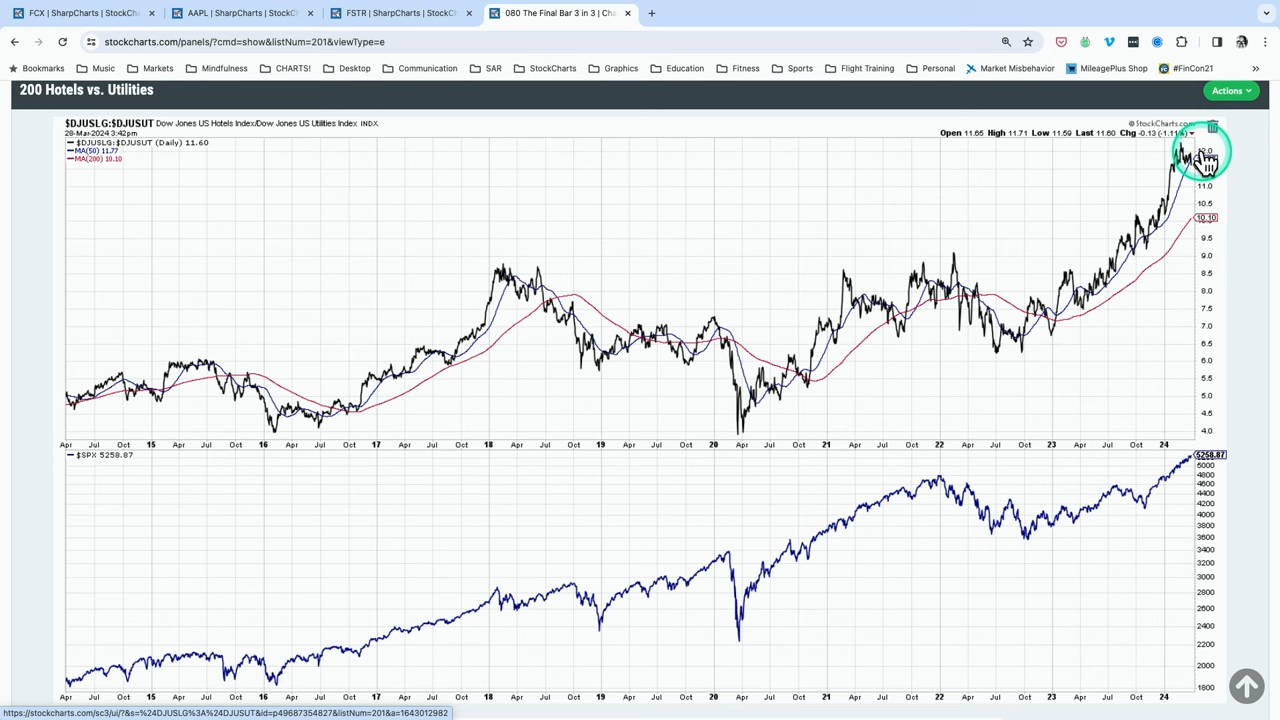 FCX | SharpCharts | StockCha
AAPL | SharpCharts | StockC
FSTR | SharpCharts | StockC
080 The Final Bar 3 in 3 | Cha
stockcharts.com/panels/?cmd=show&listNum=201&viewType=e
Bookmarks Music Markets Mindfulness CHARTS! Desktop Communication SAR StockCharts Graphics Education Fitness Sports Flight Training Personal Market Misbehavior MileagePlus Shop #FinCon21 »
200 Hotels vs. Utilities
Actions
$DJUSLG:$DJUSUT Dow Jones US Hotels Index/Dow Jones US Utilities Index INDX
© StockCharts.com
28-Mar-2024 3:42pm
Open 11.65 High 11.71 Low 11.59 Last 11.60 Chg -0.13 (-1.11%)
$DJUSLG:$DJUSUT (Daily) 11.60
MA(50) 11.77
MA(200) 10.10
12.0
11.0
10.5
10.10
9.5
9.0
8.5
8.0
7.5
7.0
6.5
6.0
5.5
5.0
4.5
4.0
Apr Jul Oct 15 Apr Jul Oct 16 Apr Jul Oct 17 Apr Jul Oct 18 Apr Jul Oct 19 Apr Jul Oct 20 Apr Jul Oct 21 Apr Jul Oct 22 Apr Jul Oct 23 Apr Jul Oct 24
$SPX 5258.87
5258.87
5000
4800
4600
4400
4200
4000
3800
3600
3400
3200
3000
2800
2600
2400
2200
2000
1800
Apr Jul Oct 15 Apr Jul Oct 16 Apr Jul Oct 17 Apr Jul Oct 18 Apr Jul Oct 19 Apr Jul Oct 20 Apr Jul Oct 21 Apr Jul Oct 22 Apr Jul Oct 23 Apr Jul Oct 24
https://stockcharts.com/sc3/ui/?&s=%24DJUSLG%3A%24DJUSUT&id=p49687354827&listNum=201&a=1643012982